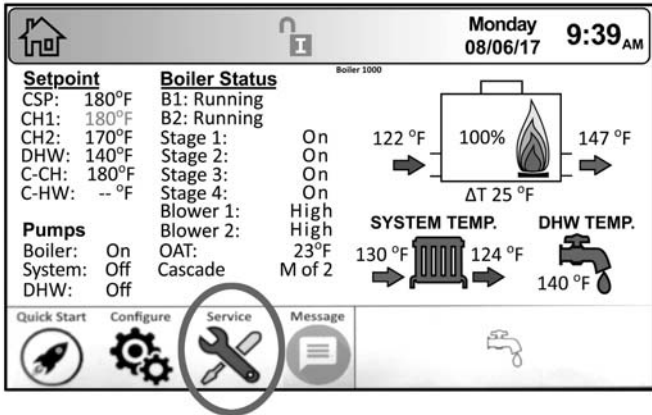 Monday
08/06/17
9:39 AM
Boiler 1000
Setpoint
CSP: 180°F
CH1: 180°F
CH2: 170°F
DHW: 140°F
C-CH: 180°F
C-HW: -- °F
Pumps
Boiler: On
System: Off
DHW: Off
Boiler Status
B1: Running
B2: Running
Stage 1: On
Stage 2: On
Stage 3: On
Stage 4: On
Blower 1: High
Blower 2: High
OAT: 23°F
Cascade M of 2
122 °F 100% 147 °F
ΔT 25 °F
SYSTEM TEMP.
130 °F 124 °F
DHW TEMP.
140 °F
Quick Start Configure Service Message
I